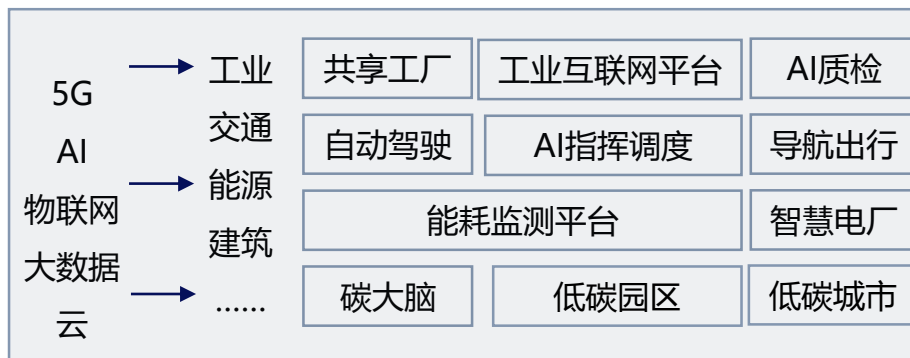 5G
AI
物联网
大数据
云
工业
交通
能源
建筑
......
共享工厂 工业互联网平台 AI质检
自动驾驶 AI指挥调度 导航出行
能耗监测平台 智慧电厂
碳大脑 低碳园区 低碳城市